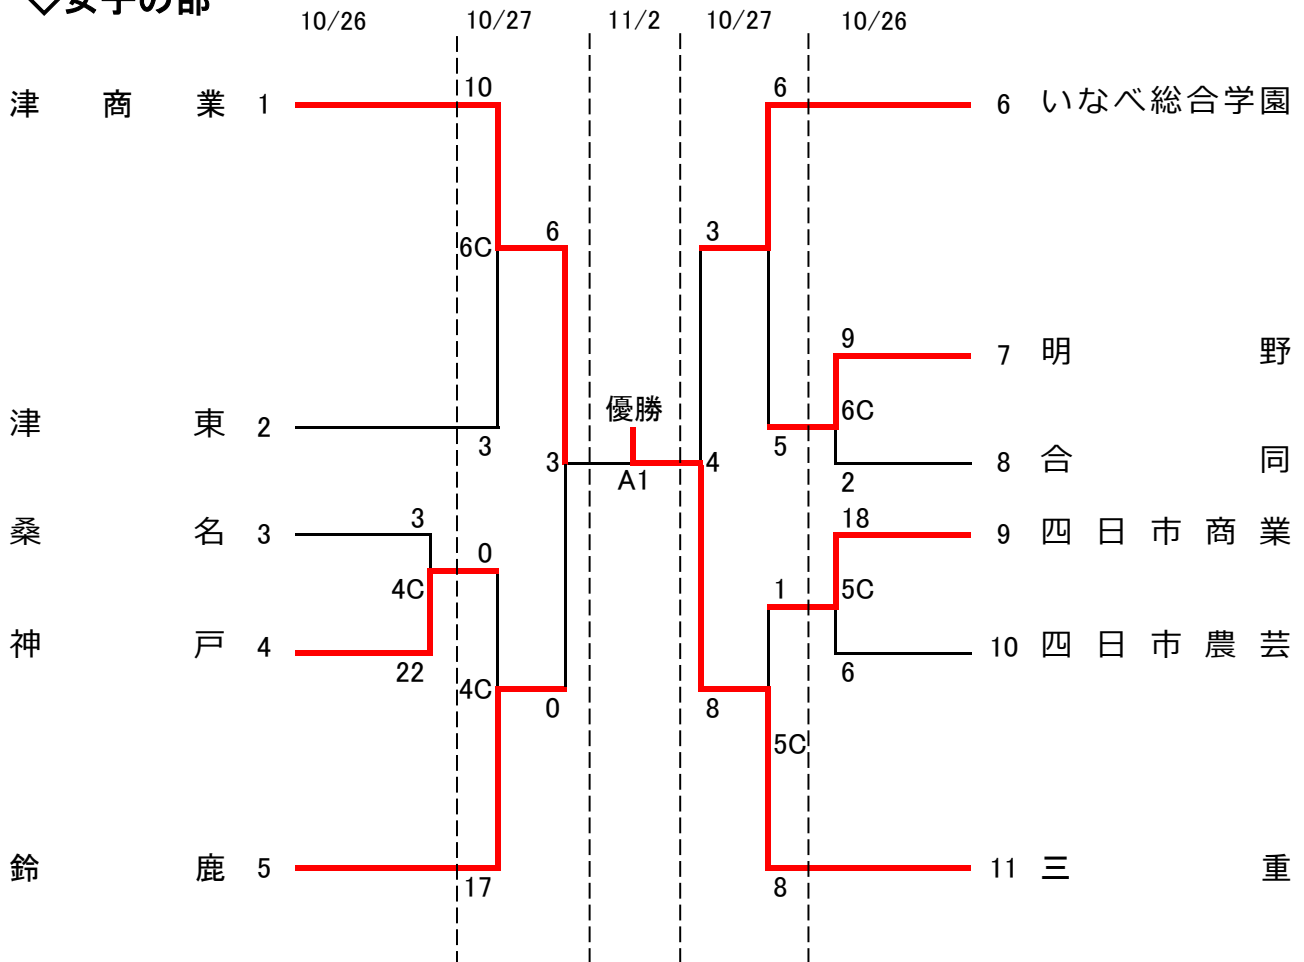 ◇女子の部
10/26 10/27 11/2 10/27 10/26
10 6
津商業 1 6 いなべ総合学園
6 3
6C
9
7 明野
優勝 6C
津東 2
3 5
3 4 8 合同
A1 2
3 18
桑名 3 9 四日市商業
0
4C 1 5C
神戸 4 10 四日市農芸
22 6
4C
0 8
5C
鈴鹿 5 11 三重
17 8